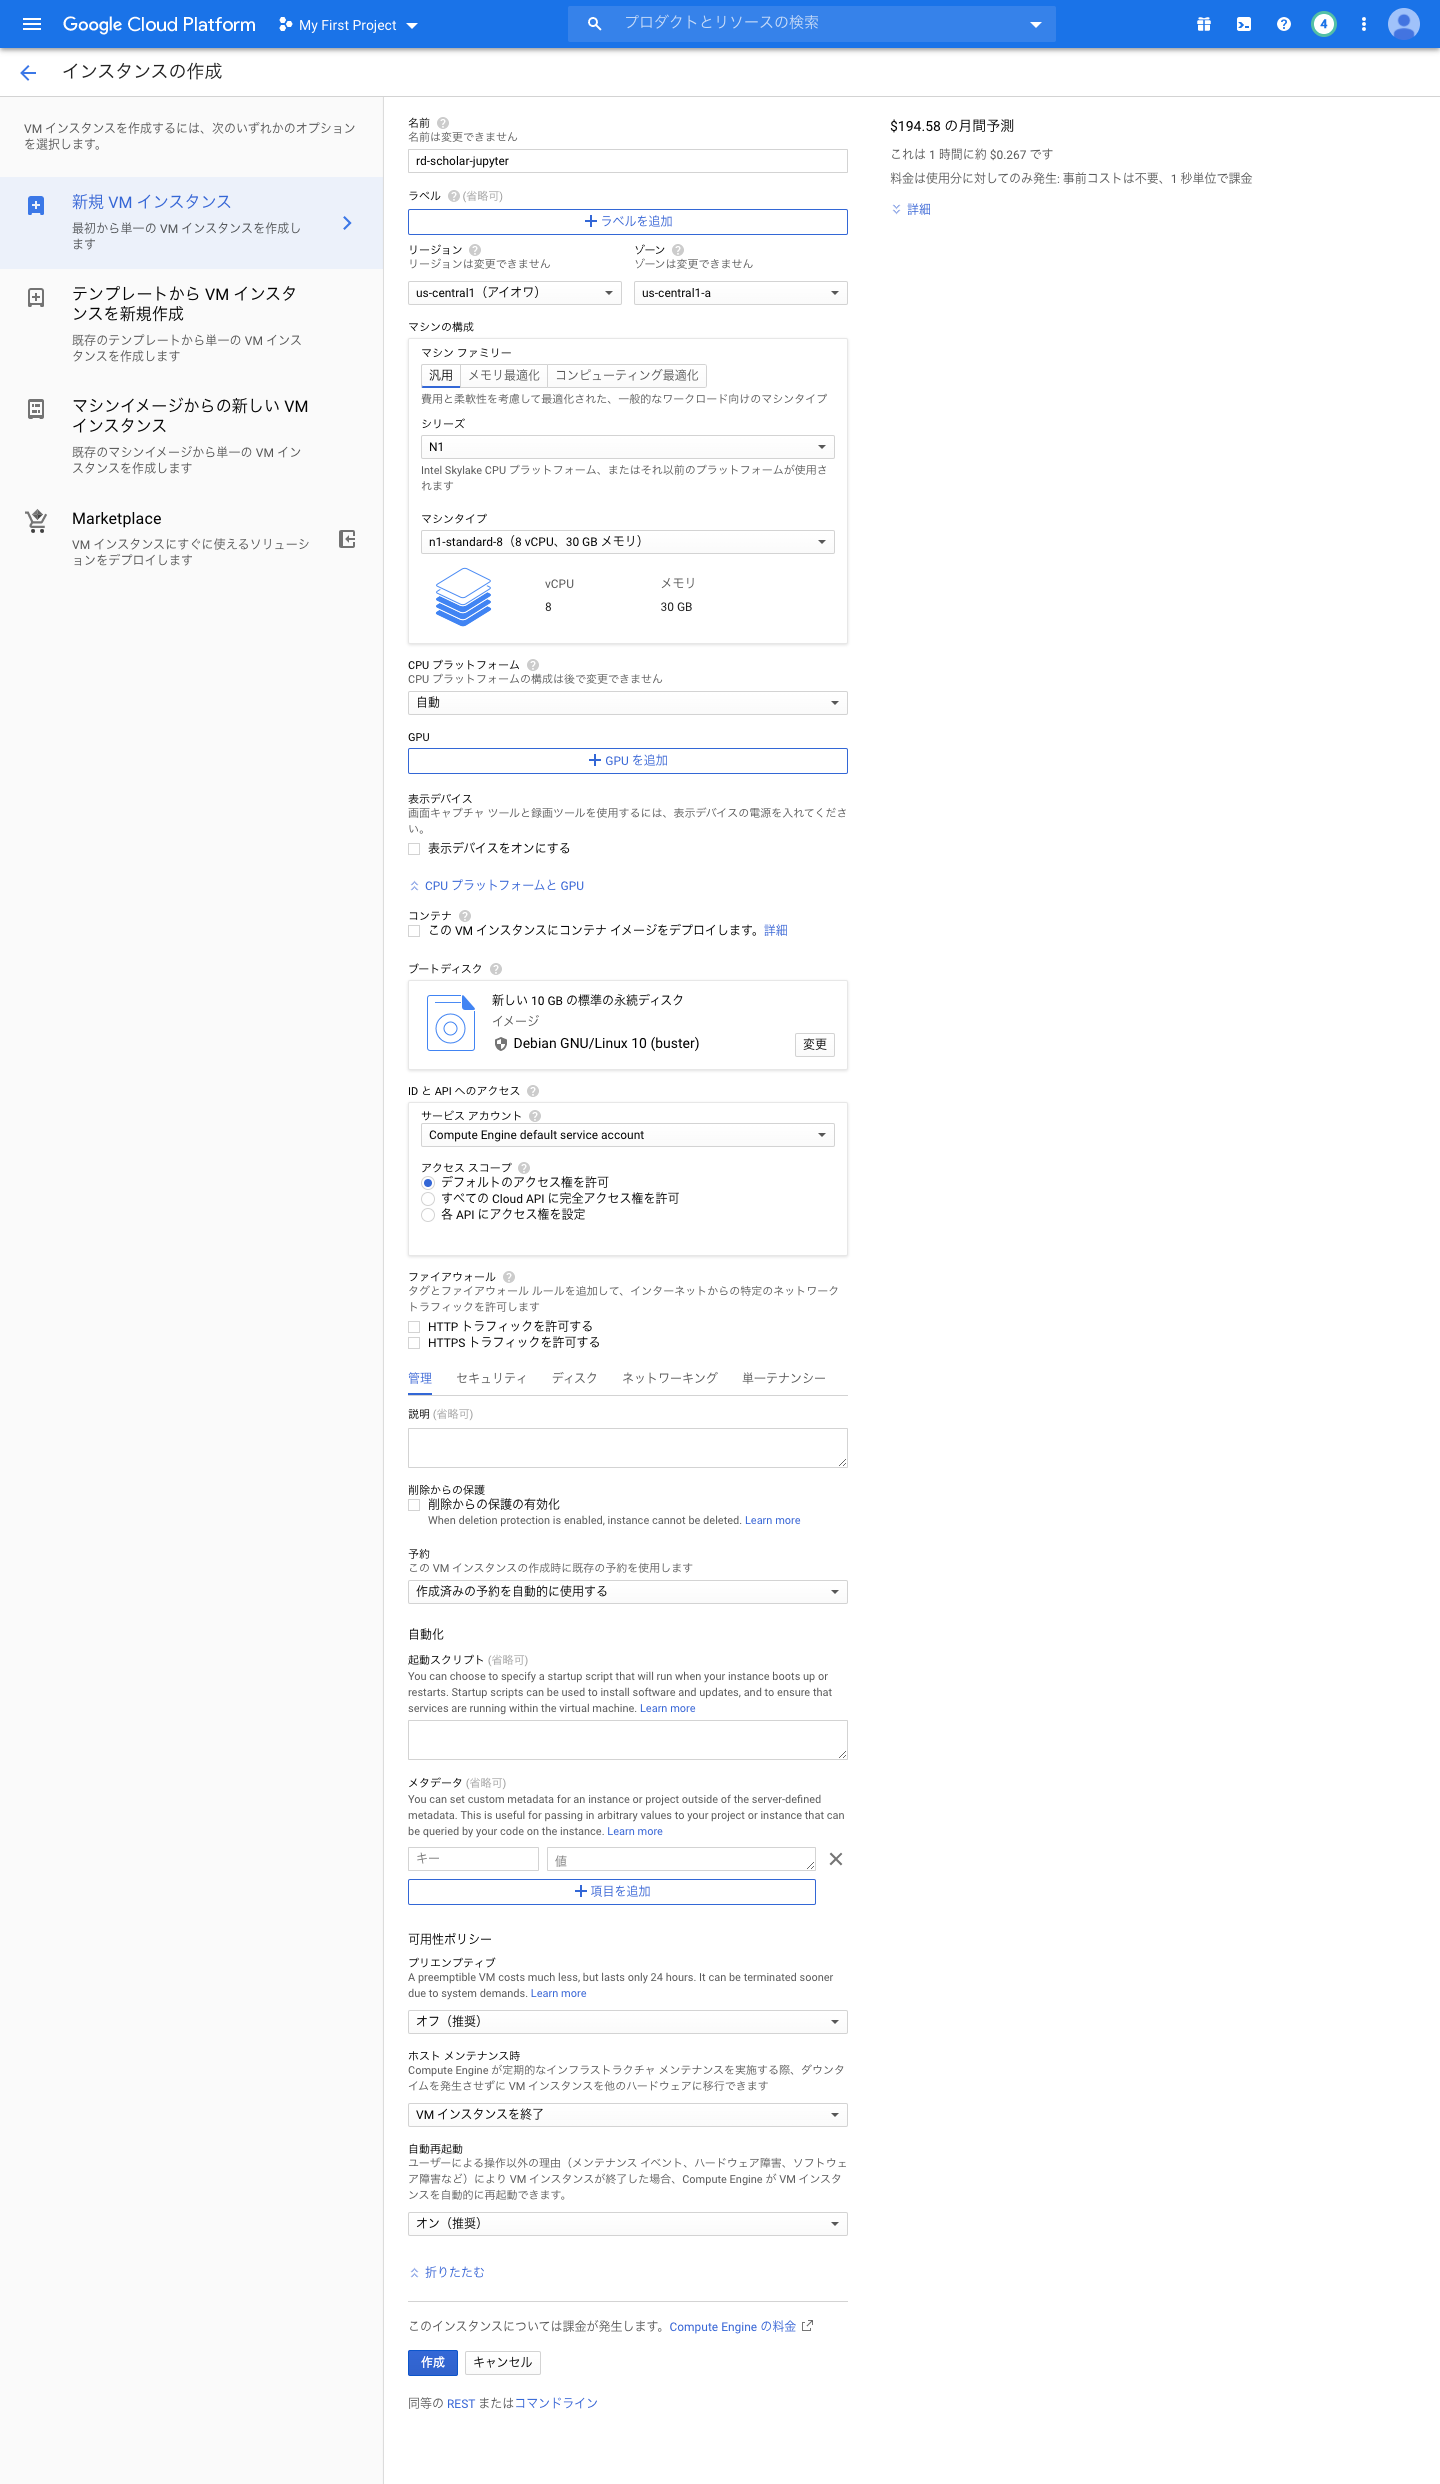 Google Cloud Platform
My First Project
プロダクトとリソースの検索
4
インスタンスの作成
VM インスタンスを作成するには、次のいずれかのオプション
を選択します。
新規 VM インスタンス
最初から単一の VM インスタンスを作成し
ます
テンプレートから VM インスタ
ンスを新規作成
既存のテンプレートから単一の VM インス
タンスを作成します
マシンイメージからの新しい VM
インスタンス
既存のマシンイメージから単一の VM イン
スタンスを作成します
Marketplace
VM インスタンスにすぐに使えるソリューシ
ョンをデプロイします
名前
名前は変更できません
rd-scholar-jupyter
ラベル (省略可)
ラベルを追加
リージョン
リージョンは変更できません
us-central1（アイオワ）
ゾーン
ゾーンは変更できません
us-central1-a
マシンの構成
マシン ファミリー
汎用 メモリ最適化 コンピューティング最適化
費用と柔軟性を考慮して最適化された、一般的なワークロード向けのマシンタイプ
シリーズ
N1
Intel Skylake CPU プラットフォーム、またはそれ以前のプラットフォームが使用さ
れます
マシンタイプ
n1-standard-8（8 vCPU、30 GB メモリ）
vCPU メモリ
8 30 GB
CPU プラットフォーム
CPU プラットフォームの構成は後で変更できません
自動
GPU
GPU を追加
表示デバイス
画面キャプチャ ツールと録画ツールを使用するには、表示デバイスの電源を入れてくださ
い。
表示デバイスをオンにする
CPU プラットフォームと GPU
コンテナ
この VM インスタンスにコンテナ イメージをデプロイします。詳細
ブートディスク
新しい 10 GB の標準の永続ディスク
イメージ
Debian GNU/Linux 10 (buster)
変更
ID と API へのアクセス
サービス アカウント
Compute Engine default service account
アクセス スコープ
デフォルトのアクセス権を許可
すべての Cloud API に完全アクセス権を許可
各 API にアクセス権を設定
ファイアウォール
タグとファイアウォール ルールを追加して、インターネットからの特定のネットワーク
トラフィックを許可します
HTTP トラフィックを許可する
HTTPS トラフィックを許可する
管理 セキュリティ ディスク ネットワーキング 単一テナンシー
説明 (省略可)
削除からの保護
削除からの保護の有効化
When deletion protection is enabled, instance cannot be deleted. Learn more
予約
この VM インスタンスの作成時に既存の予約を使用します
作成済みの予約を自動的に使用する
自動化
起動スクリプト (省略可)
You can choose to specify a startup script that will run when your instance boots up or
restarts. Startup scripts can be used to install software and updates, and to ensure that
services are running within the virtual machine. Learn more
メタデータ (省略可)
You can set custom metadata for an instance or project outside of the server-defined
metadata. This is useful for passing in arbitrary values to your project or instance that can
be queried by your code on the instance. Learn more
キー 値
項目を追加
可用性ポリシー
プリエンプティブ
A preemptible VM costs much less, but lasts only 24 hours. It can be terminated sooner
due to system demands. Learn more
オフ（推奨）
ホスト メンテナンス時
Compute Engine が定期的なインフラストラクチャ メンテナンスを実施する際、ダウンタ
イムを発生させずに VM インスタンスを他のハードウェアに移行できます
VM インスタンスを終了
自動再起動
ユーザーによる操作以外の理由（メンテナンス イベント、ハードウェア障害、ソフトウェ
ア障害など）により VM インスタンスが終了した場合、Compute Engine が VM インスタ
ンスを自動的に再起動できます。
オン（推奨）
折りたたむ
このインスタンスについては課金が発生します。Compute Engine の料金
作成 キャンセル
同等の REST またはコマンドライン
$194.58 の月間予測
これは 1 時間に約 $0.267 です
料金は使用分に対してのみ発生: 事前コストは不要、1 秒単位で課金
詳細